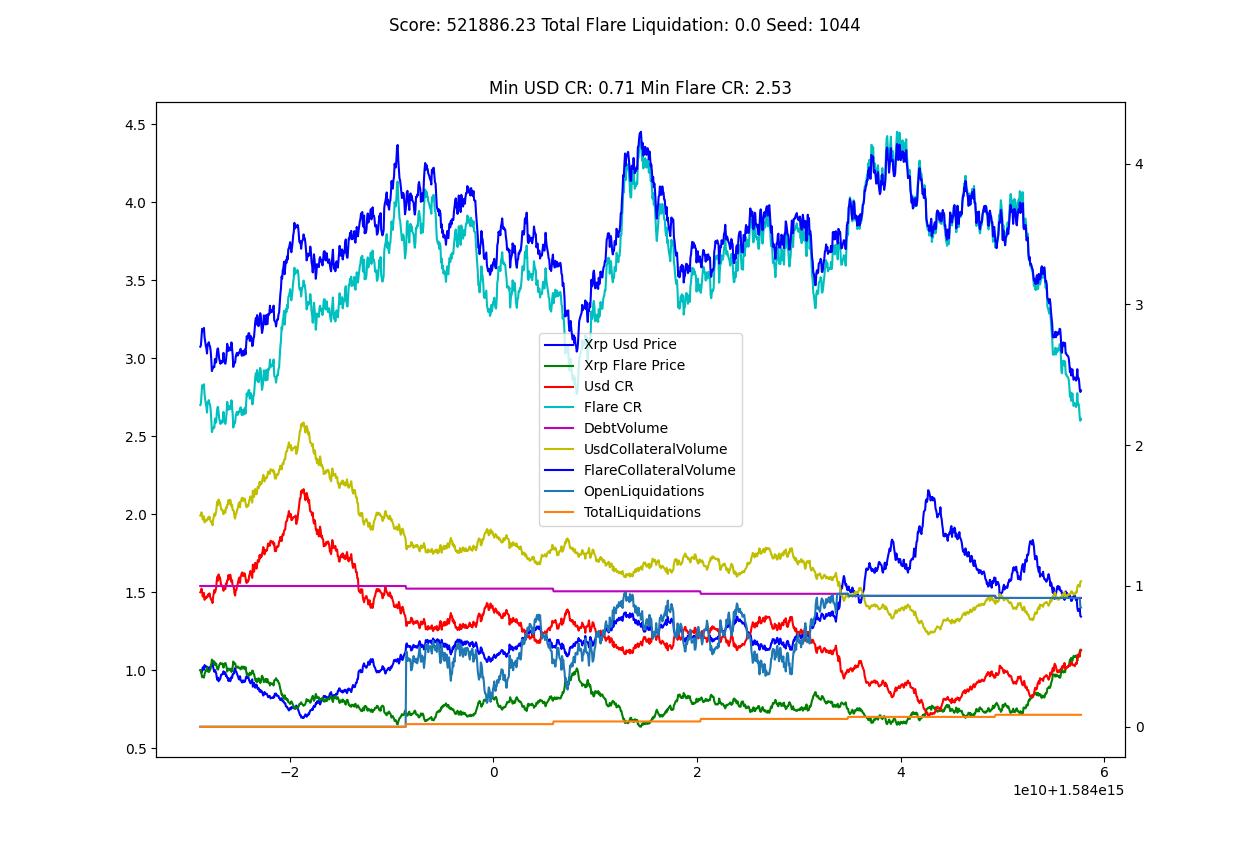 Score: 521886.23 Total Flare Liquidation: 0.0 Seed: 1044
Min USD CR: 0.71 Min Flare CR: 2.53
4.5
4.0
3.5
3.0
2.5
2.0
1.5
1.0
0.5
4
3
2
1
0
Xrp Usd Price
Xrp Flare Price
Usd CR
Flare CR
DebtVolume
UsdCollateralVolume
FlareCollateralVolume
OpenLiquidations
TotalLiquidations
−2 0 2 4 6
1e10+1.584e15